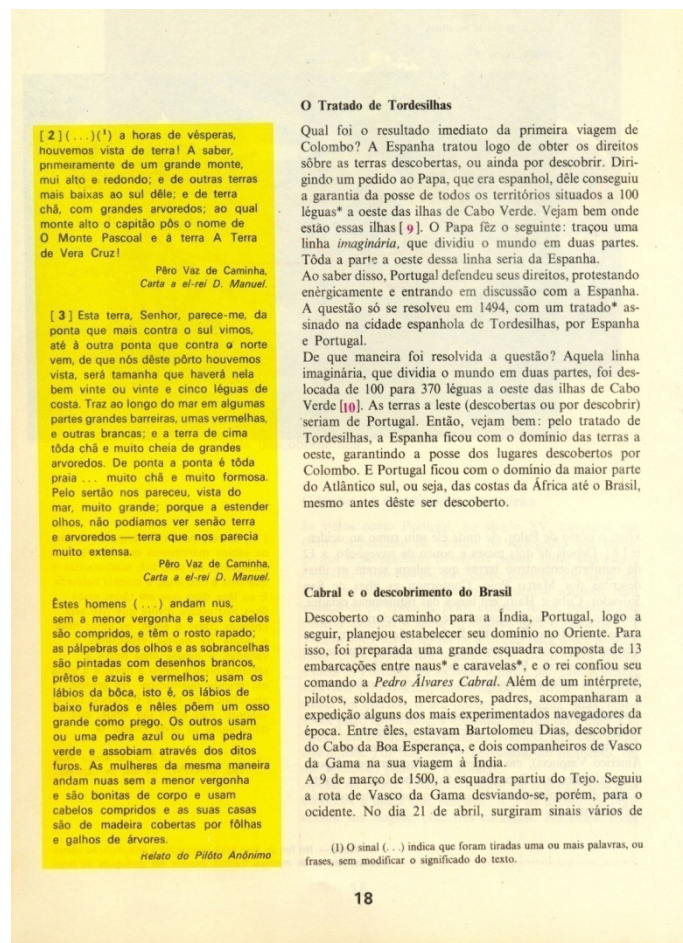 [ 2 ] (...)(¹) a horas de vésperas,
houvemos vista de terra! A saber,
primeiramente de um grande monte,
mui alto e redondo; e de outras terras
mais baixas ao sul dêle; e de terra
chã, com grandes arvoredos; ao qual
monte alto o capitão pôs o nome de
O Monte Pascoal e à terra A Terra
de Vera Cruz!
Pêro Vaz de Caminha,
Carta a el-rei D. Manuel.
[ 3 ] Esta terra, Senhor, parece-me, da
ponta que mais contra o sul vimos,
até à outra ponta que contra o norte
vem, de que nós dêste pôrto houvemos
vista, será tamanha que haverá nela
bem vinte ou vinte e cinco léguas de
costa. Traz ao longo do mar em algumas
partes grandes barreiras, umas vermelhas,
e outras brancas; e a terra de cima
tôda chã e muito cheia de grandes
arvoredos. De ponta a ponta é tôda
praia ... muito chã e muito formosa.
Pelo sertão nos pareceu, vista do
mar, muito grande; porque a estender
olhos, não podíamos ver senão terra
e arvoredos — terra que nos parecia
muito extensa.
Pêro Vaz de Caminha,
Carta a el-rei D. Manuel.
Êstes homens (...) andam nus,
sem a menor vergonha e seus cabelos
são compridos, e têm o rosto rapado;
as pálpebras dos olhos e as sobrancelhas
são pintadas com desenhos brancos,
prêtos e azuis e vermelhos; usam os
lábios da bôca, isto é, os lábios de
baixo furados e nêles põem um osso
grande como prego. Os outros usam
ou uma pedra azul ou uma pedra
verde e assobiam através dos ditos
furos. As mulheres da mesma maneira
andam nuas sem a menor vergonha
e são bonitas de corpo e usam
cabelos compridos e as suas casas
são de madeira cobertas por fôlhas
e galhos de árvores.
Relato do Pilôto Anônimo
O Tratado de Tordesilhas
Qual foi o resultado imediato da primeira viagem de
Colombo? A Espanha tratou logo de obter os direitos
sôbre as terras descobertas, ou ainda por descobrir. Diri-
gindo um pedido ao Papa, que era espanhol, dêle conseguiu
a garantia da posse de todos os territórios situados a 100
léguas* a oeste das ilhas de Cabo Verde. Vejam bem onde
estão essas ilhas [ 9 ]. O Papa fêz o seguinte: traçou uma
linha imaginária, que dividiu o mundo em duas partes.
Tôda a parte a oeste dessa linha seria da Espanha.
Ao saber disso, Portugal defendeu seus direitos, protestando
enèrgicamente e entrando em discussão com a Espanha.
A questão só se resolveu em 1494, com um tratado* as-
sinado na cidade espanhola de Tordesilhas, por Espanha
e Portugal.
De que maneira foi resolvida a questão? Aquela linha
imaginária, que dividia o mundo em duas partes, foi des-
locada de 100 para 370 léguas a oeste das ilhas de Cabo
Verde [10]. As terras a leste (descobertas ou por descobrir)
seriam de Portugal. Então, vejam bem: pelo tratado de
Tordesilhas, a Espanha ficou com o domínio das terras a
oeste, garantindo a posse dos lugares descobertos por
Colombo. E Portugal ficou com o domínio da maior parte
do Atlântico sul, ou seja, das costas da África até o Brasil,
mesmo antes dêste ser descoberto.
Cabral e o descobrimento do Brasil
Descoberto o caminho para a Índia, Portugal, logo a
seguir, planejou estabelecer seu domínio no Oriente. Para
isso, foi preparada uma grande esquadra composta de 13
embarcações entre naus* e caravelas*, e o rei confiou seu
comando a Pedro Álvares Cabral. Além de um intérprete,
pilotos, soldados, mercadores, padres, acompanharam a
expedição alguns dos mais experimentados navegadores da
época. Entre êles, estavam Bartolomeu Dias, descobridor
do Cabo da Boa Esperança, e dois companheiros de Vasco
da Gama na sua viagem à Índia.
A 9 de março de 1500, a esquadra partiu do Tejo. Seguiu
a rota de Vasco da Gama desviando-se, porém, para o
ocidente. No dia 21 de abril, surgiram sinais vários de
(1) O sinal (. . .) indica que foram tiradas uma ou mais palavras, ou
frases, sem modificar o significado do texto.
18